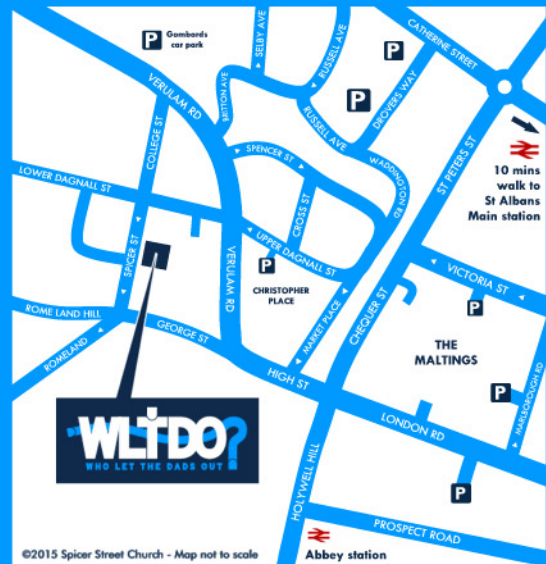 P Gombards
car park
SELBY AVE
RUSSELL AVE
P
CATHERINE STREET
VERULAM RD
BRITTON AVE
P
DROVERS WAY
COLLEGE ST
RUSSELL AVE
ST PETERS ST
10 mins
walk to
St Albans
Main station
SPENCER ST
WADDINGTON RD
LOWER DAGNALL ST
CROSS ST
SPICER ST
VERULAM RD
UPPER DAGNALL ST
P
CHRISTOPHER
PLACE
VICTORIA ST
P
ROME LAND HILL
GEORGE ST
MARKET PLACE
CHEQUER ST
THE
MALTINGS
ROMELAND
HIGH ST
MARLBOROUGH RD
P
LONDON RD
WLTDO?
WHO LET THE DADS OUT
HOLYWELL HILL
P
PROSPECT ROAD
©2015 Spicer Street Church - Map not to scale
Abbey station